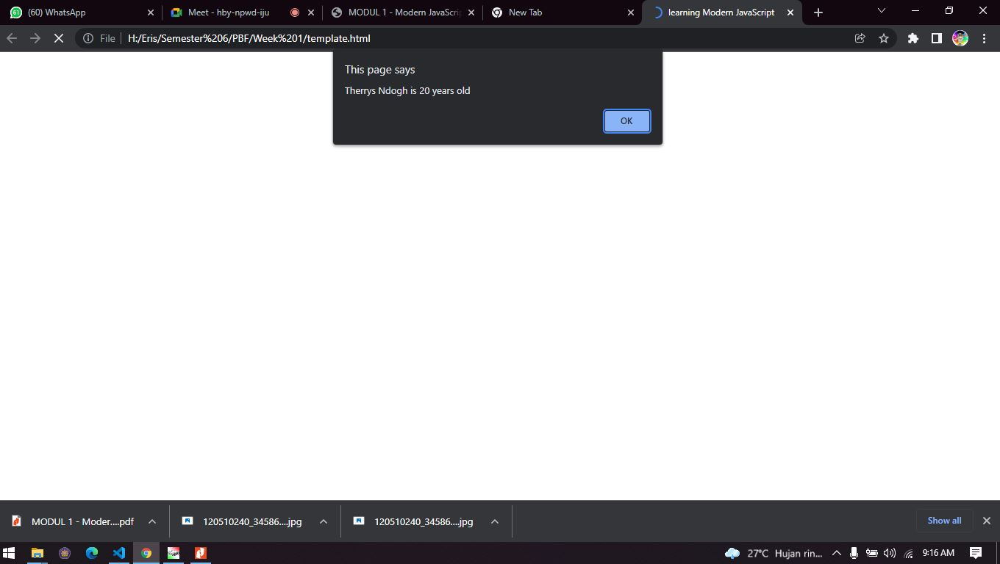 61 (60) WhatsApp
Meet - hby-npwd-iju
MODUL 1 - Modern JavaScrip
New Tab
learning Modern JavaScript
File
H:/Eris/Semester%206/PBF/Week%201/template.html
This page says
Therrys Ndogh is 20 years old
OK
MODUL 1 - Moder....pdf
120510240_34586....jpg
120510240_34586....jpg
Show all
27°C Hujan rin...
9:16 AM